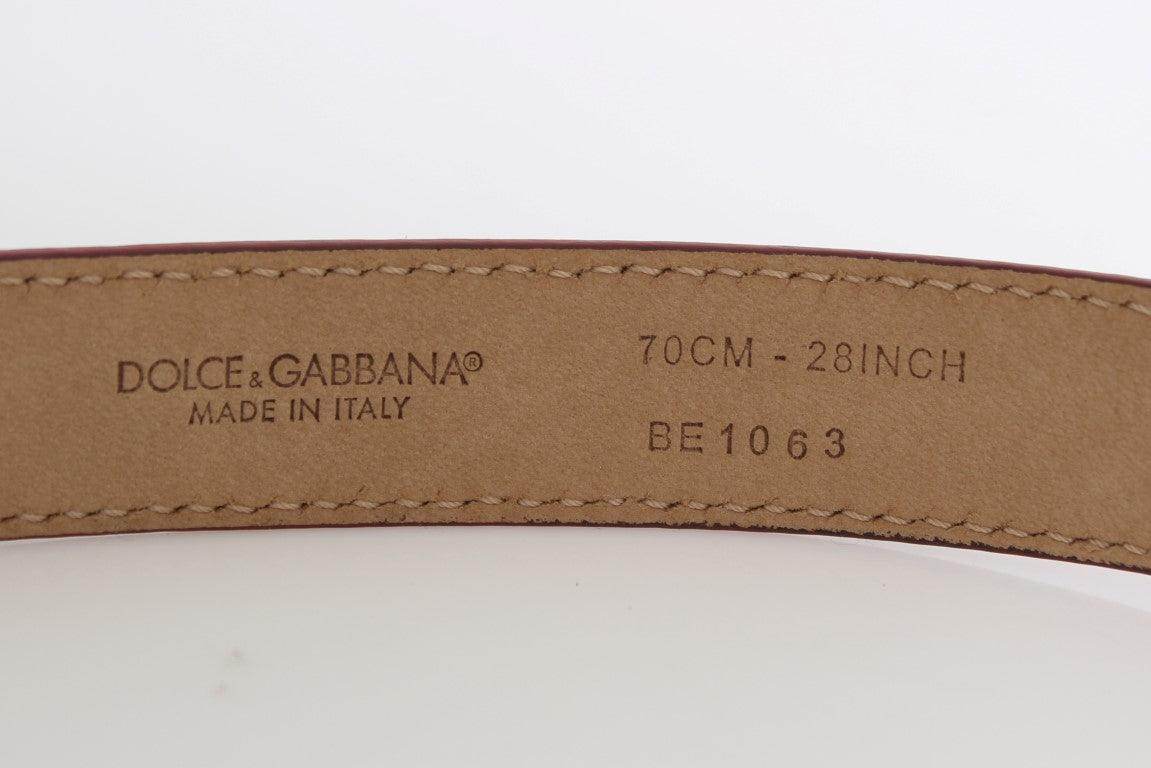 DOLCE & GABBANA®
MADE IN ITALY
70CM - 28INCH
BE1063